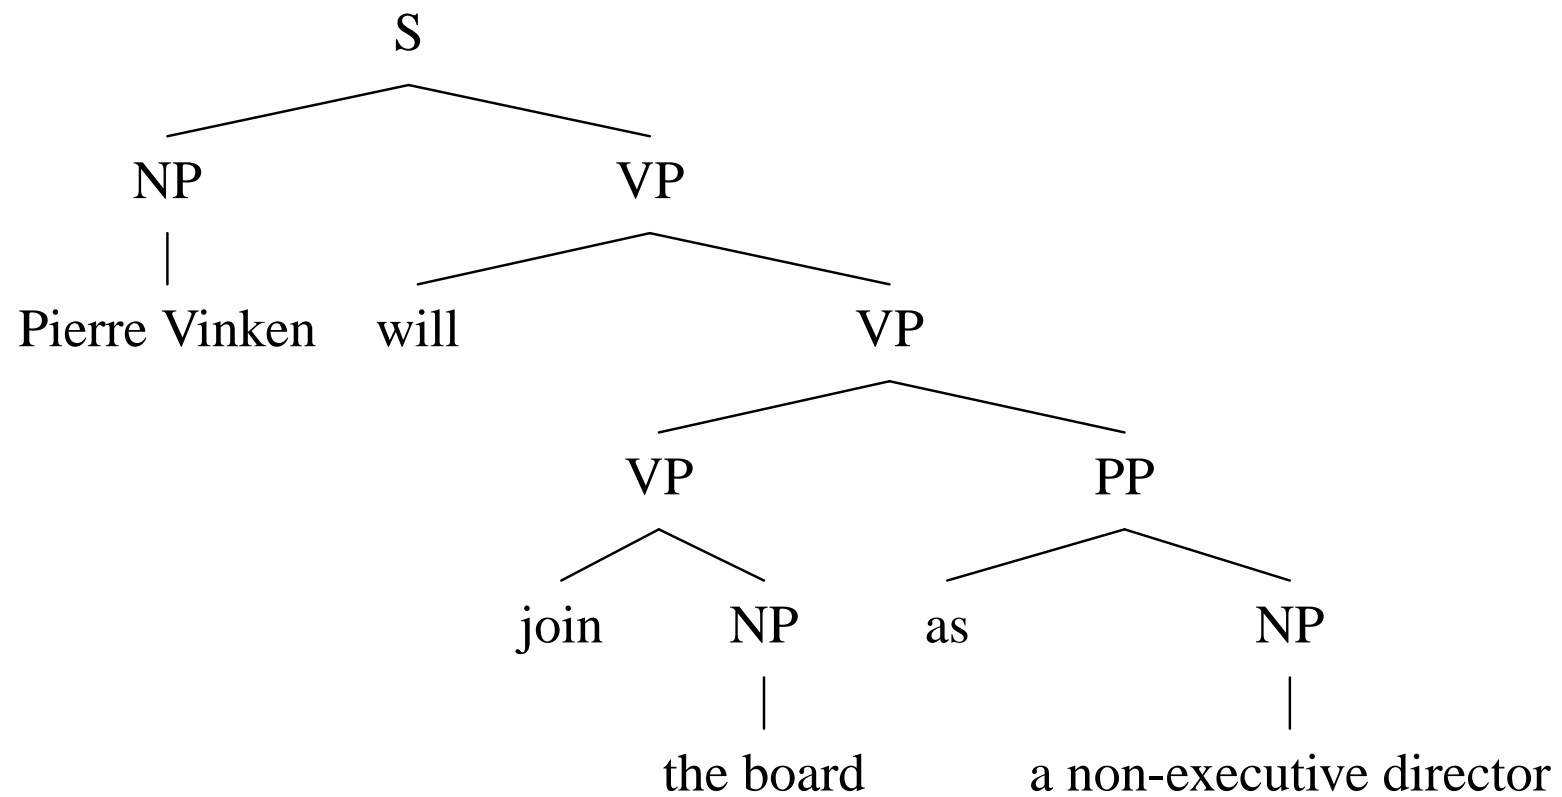 S
NP VP
Pierre Vinken will VP
VP PP
join NP as NP
the board a non-executive director